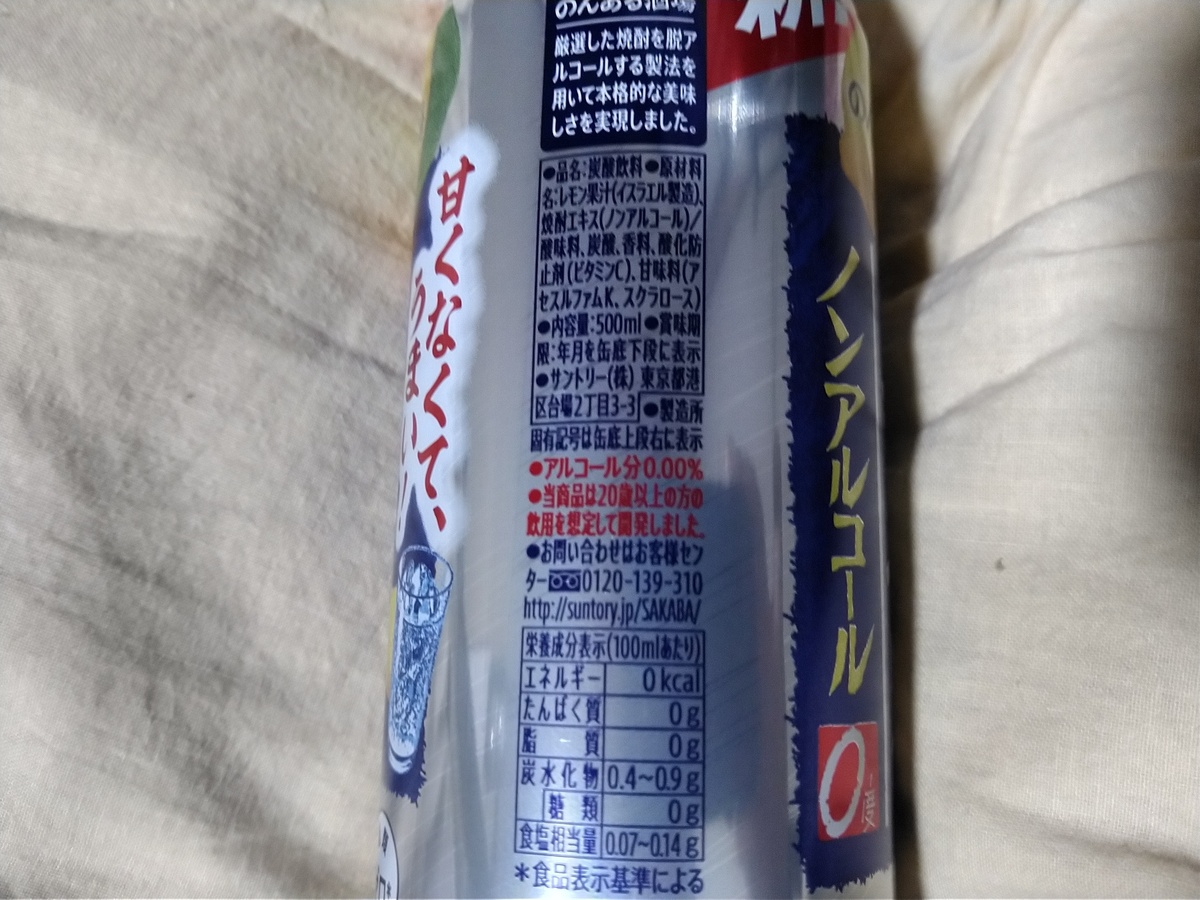 のんある酒場
厳選した焼酎を脱ア
ルコールする製法を
用いて本格的な美味
しさを実現しました。
●品名:炭酸飲料●原材料
名:レモン果汁(イスラエル製造)、
焼酎エキス(ノンアルコール)/
酸味料、炭酸、香料、酸化防
止剤(ビタミンC)、甘味料(ア
セスルファムK、スクラロース)
●内容量:500ml●賞味期
限:年月を缶底下段に表示
●サントリー(株) 東京都港
区台場2丁目3-3 ●製造所
固有記号は缶底上段右に表示
●アルコール分0.00%
●当商品は20歳以上の方の
飲用を想定して開発しました。
●お問い合わせはお客様セン
ター 0120-139-310
http://suntory.jp/SAKABA/
栄養成分表示(100mlあたり)
エネルギー 0kcal
たんぱく質 0g
脂質 0g
炭水化物 0.4~0.9g
糖類 0g
食塩相当量 0.07~0.14g
*食品表示基準による
甘くなくて、
うまい!
の
ノンアルコール
0度